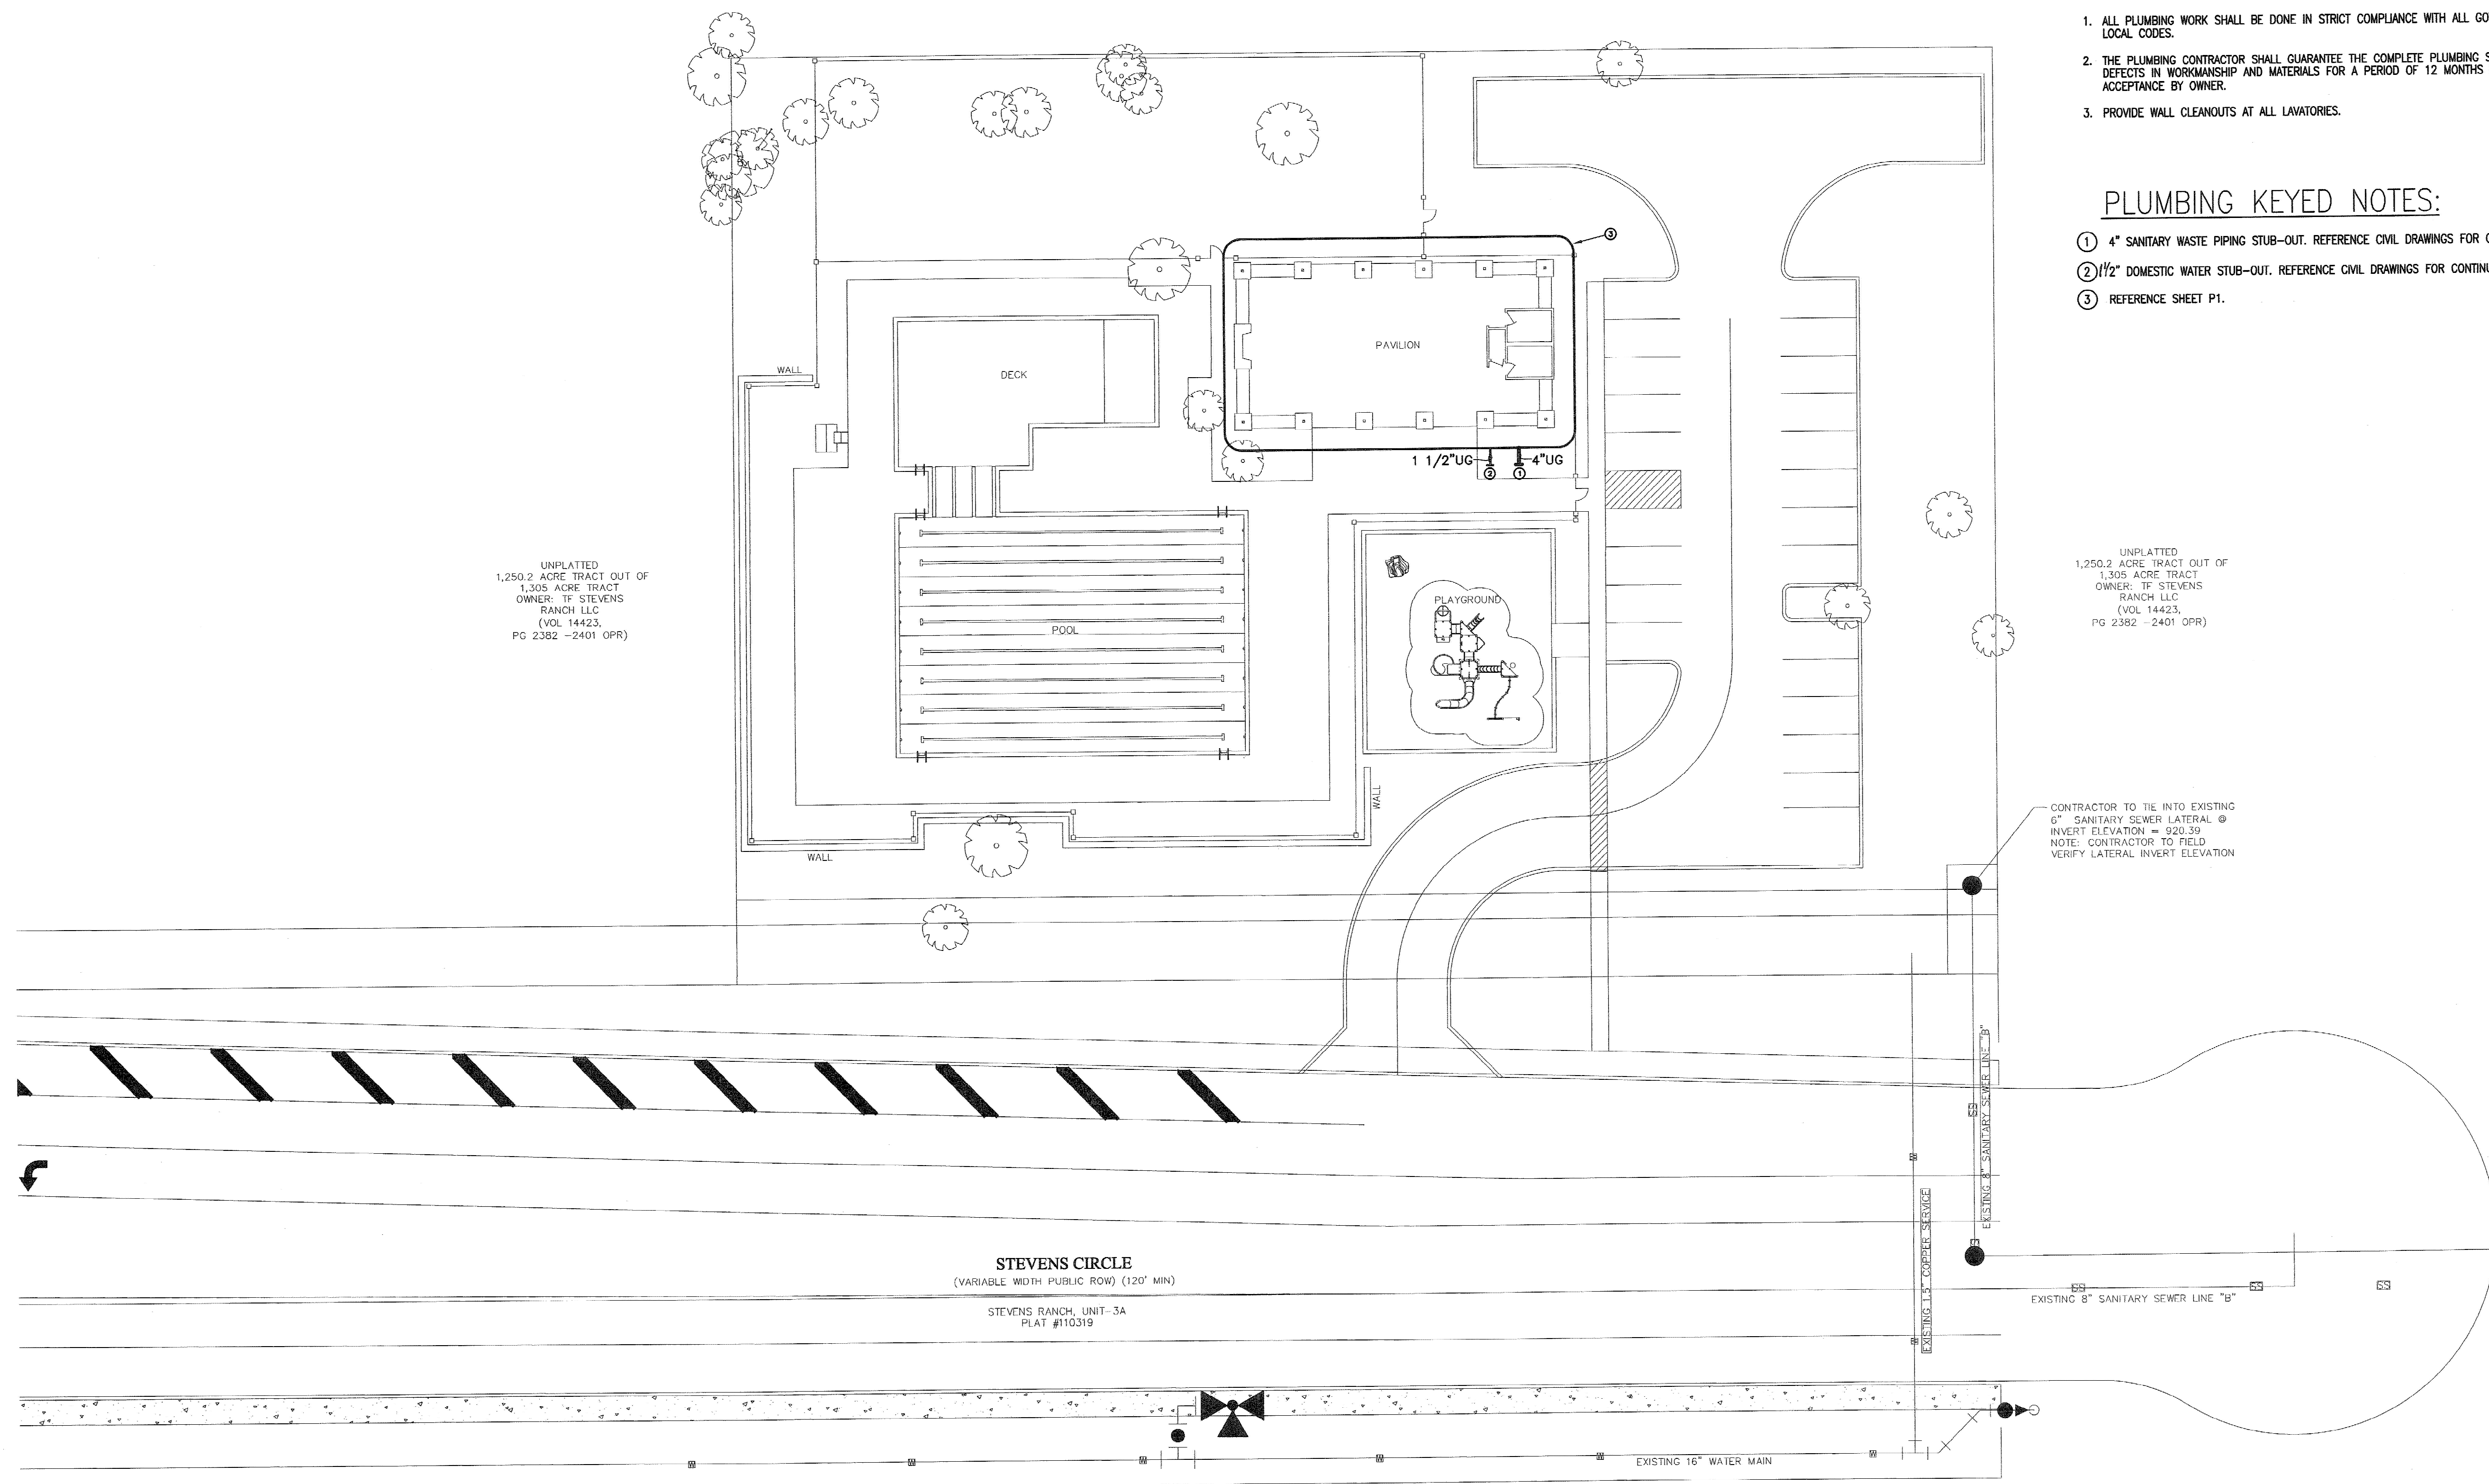 1. ALL PLUMBING WORK SHALL BE DONE IN STRICT COMPLIANCE WITH ALL
LOCAL CODES.
2. THE PLUMBING CONTRACTOR SHALL GUARANTEE THE COMPLETE PLUMBING
DEFECTS IN WORKMANSHIP AND MATERIALS FOR A PERIOD OF 12 MONTHS
ACCEPTANCE BY OWNER.
3. PROVIDE WALL CLEANOUTS AT ALL LAVATORIES.
PLUMBING KEYED NOTES:
1 4" SANITARY WASTE PIPING STUB-OUT. REFERENCE CIVIL DRAWINGS FOR
2 1½" DOMESTIC WATER STUB-OUT. REFERENCE CIVIL DRAWINGS FOR
3 REFERENCE SHEET P1.
3
PAVILION
DECK
WALL
1 1/2"UG
4"UG
2
1
UNPLATTED
1,250.2 ACRE TRACT OUT OF
1,305 ACRE TRACT
OWNER: TF STEVENS
RANCH LLC
(VOL 14423,
PG 2382 -2401 OPR)
POOL
PLAYGROUND
UNPLATTED
1,250.2 ACRE TRACT OUT OF
1,305 ACRE TRACT
OWNER: TF STEVENS
RANCH LLC
(VOL 14423,
PG 2382 -2401 OPR)
WALL
WALL
CONTRACTOR TO TIE INTO EXISTING
6" SANITARY SEWER LATERAL @
INVERT ELEVATION = 920.39
NOTE: CONTRACTOR TO FIELD
VERIFY LATERAL INVERT ELEVATION
EXISTING 8" SANITARY SEWER LINE "B"
SS
W
EXISTING 1.5" COPPER SERVICE
W
STEVENS CIRCLE
(VARIABLE WIDTH PUBLIC ROW) (120' MIN)
STEVENS RANCH, UNIT-3A
PLAT #110319
SS SS SS
EXISTING 8" SANITARY SEWER LINE "B"
W W W W W W
EXISTING 16" WATER MAIN